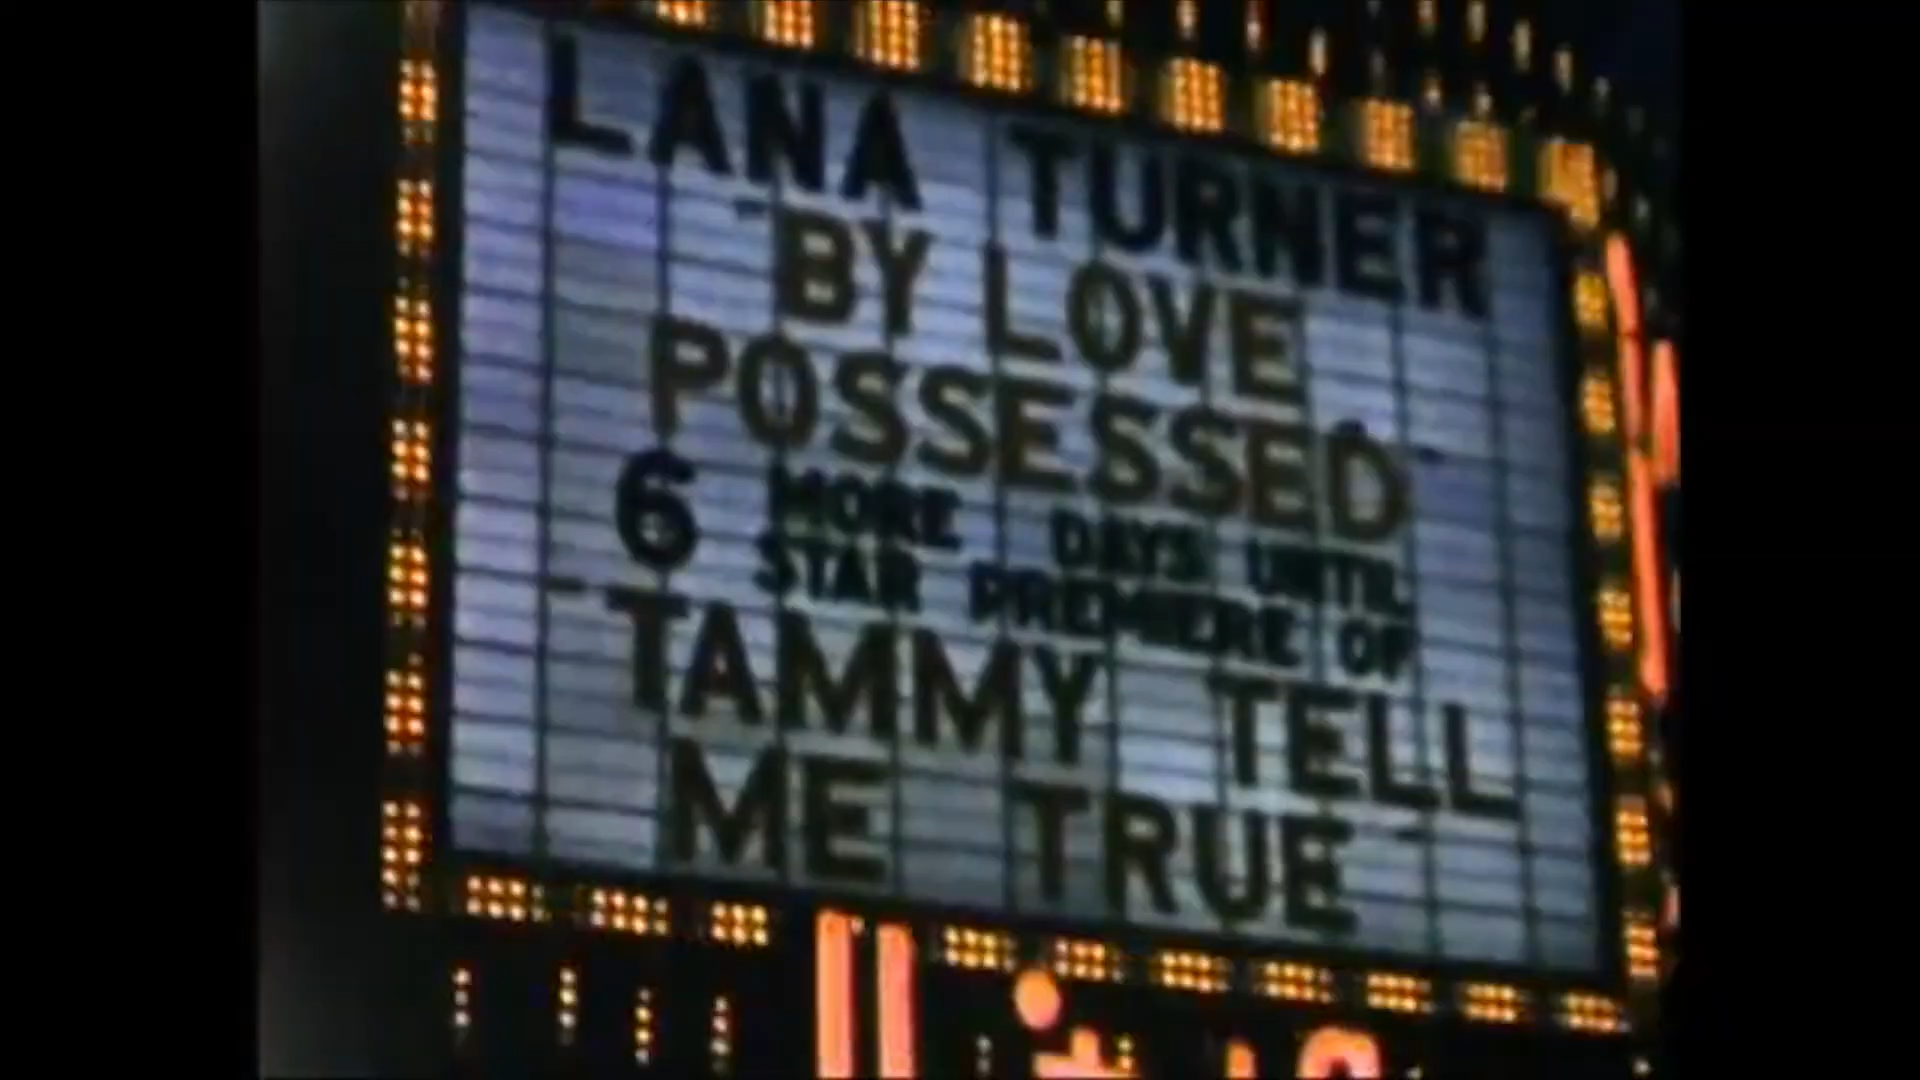 LANA TURNER
"BY LOVE
POSSESSED"
6 MORE DAYS UNTIL
STAR PREMIERE OF
"TAMMY TELL
ME TRUE"